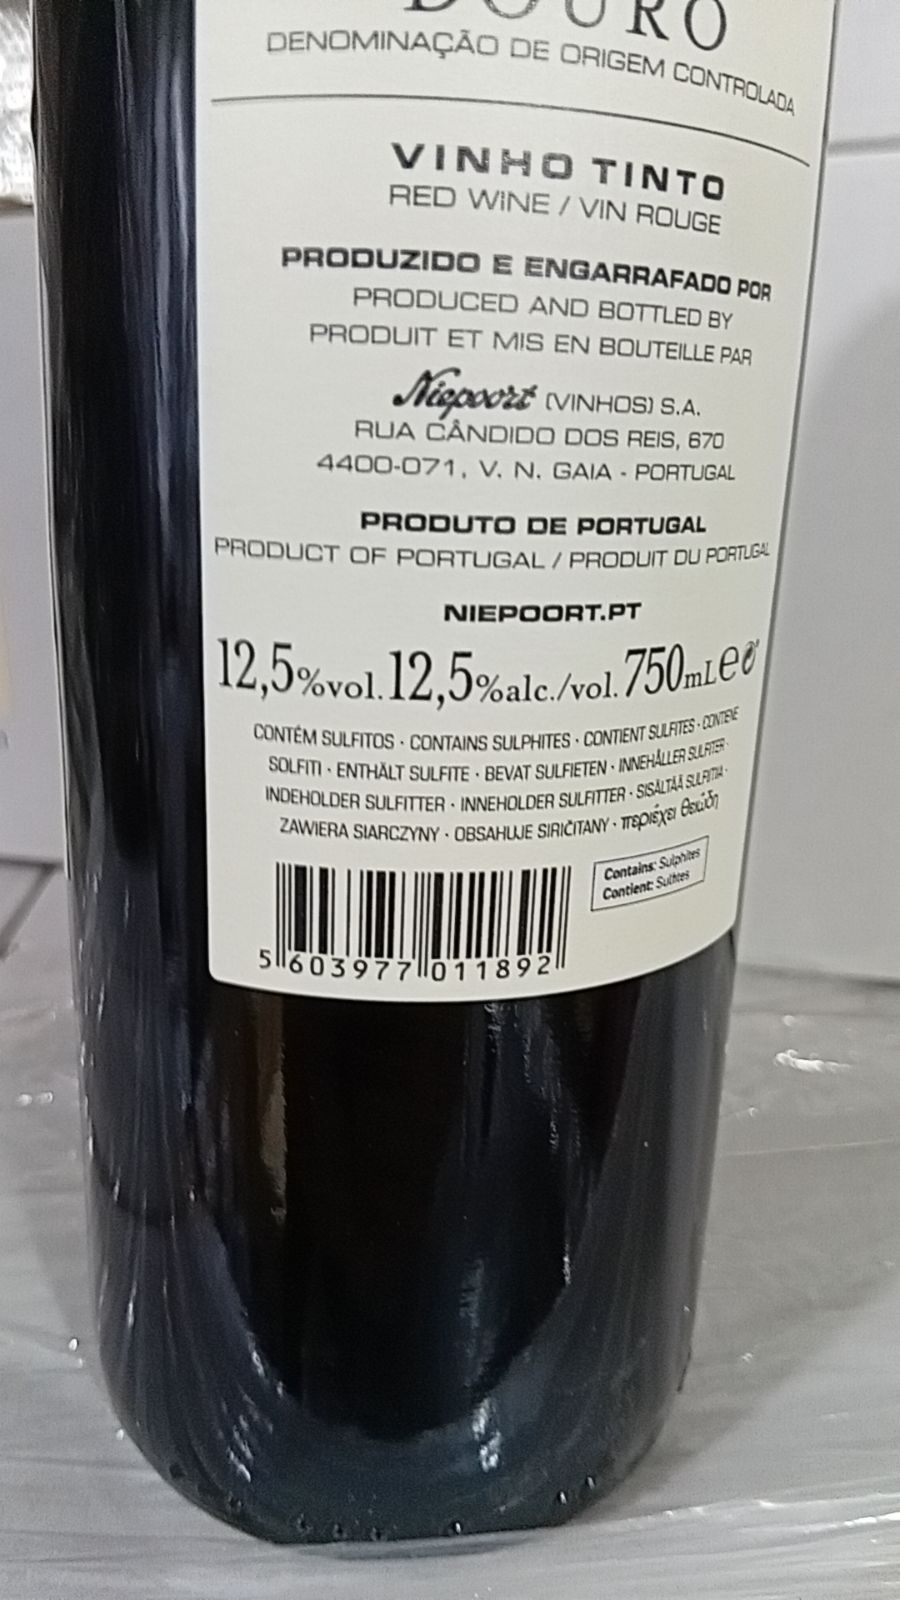 DOURO
DENOMINAÇÃO DE ORIGEM CONTROLADA
VINHO TINTO
RED WINE / VIN ROUGE
PRODUZIDO E ENGARRAFADO POR
PRODUCED AND BOTTLED BY
PRODUIT ET MIS EN BOUTEILLE PAR
Niepoort (VINHOS) S.A.
RUA CÂNDIDO DOS REIS, 670
4400-071, V. N. GAIA - PORTUGAL
PRODUTO DE PORTUGAL
PRODUCT OF PORTUGAL / PRODUIT DU PORTUGAL
NIEPOORT.PT
12,5%vol. 12,5%alc./vol. 750mL e
CONTÉM SULFITOS · CONTAINS SULPHITES · CONTIENT SULFITES · CONTIENE
SOLFITI · ENTHÄLT SULFITE · BEVAT SULFIETEN · INNEHÅLLER SULFITER ·
INDEHOLDER SULFITTER · INNEHOLDER SULFITTER · SISÄLTÄÄ SULFIITIA ·
ZAWIERA SIARCZYNY · OBSAHUJE SIRIČITANY · περιέχει θειώδη
Contains: Sulphites
Contient: Sulfites
5 603977 011892